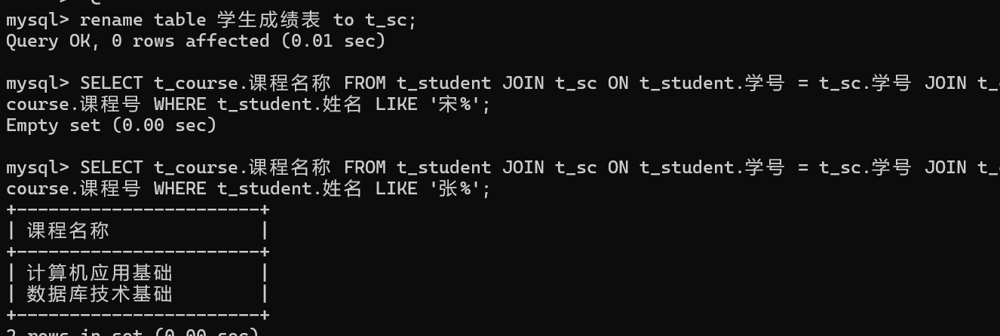 mysql> rename table 学生成绩表 to t_sc;
Query OK, 0 rows affected (0.01 sec)
mysql> SELECT t_course.课程名称 FROM t_student JOIN t_sc ON t_student.学号 = t_sc.学号 JOIN t_
course.课程号 WHERE t_student.姓名 LIKE '宋%';
Empty set (0.00 sec)
mysql> SELECT t_course.课程名称 FROM t_student JOIN t_sc ON t_student.学号 = t_sc.学号 JOIN t_
course.课程号 WHERE t_student.姓名 LIKE '张%';
+-----------------------+
| 课程名称 |
+-----------------------+
| 计算机应用基础 |
| 数据库技术基础 |
+-----------------------+
2 rows in set (0.00 sec)